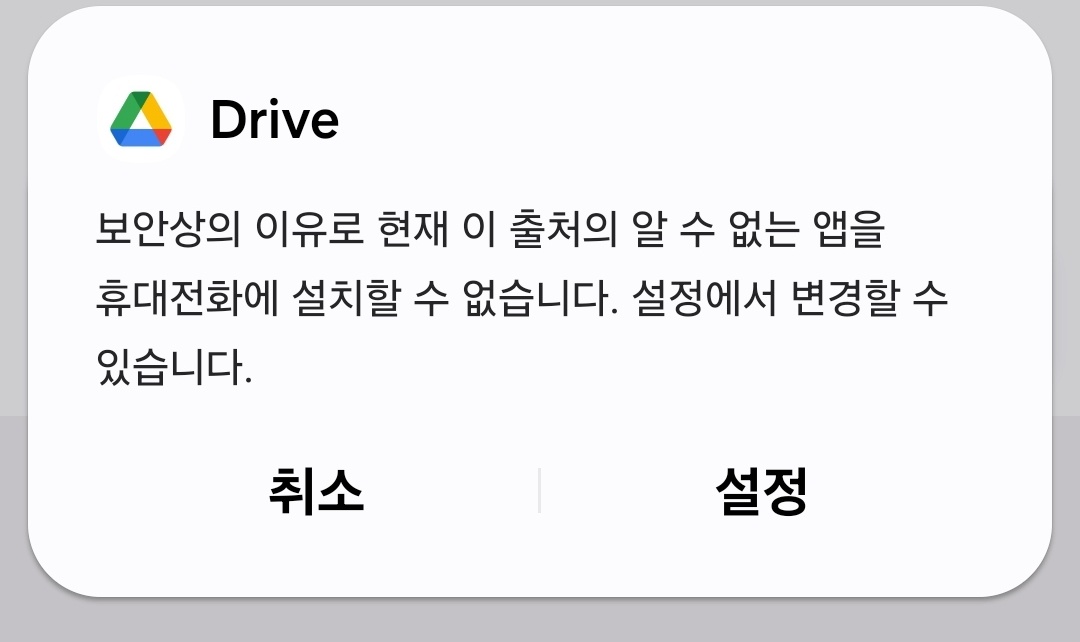 Drive
보안상의 이유로 현재 이 출처의 알 수 없는 앱을
휴대전화에 설치할 수 없습니다. 설정에서 변경할 수
있습니다.
취소
설정